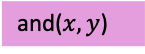 and(x, y)